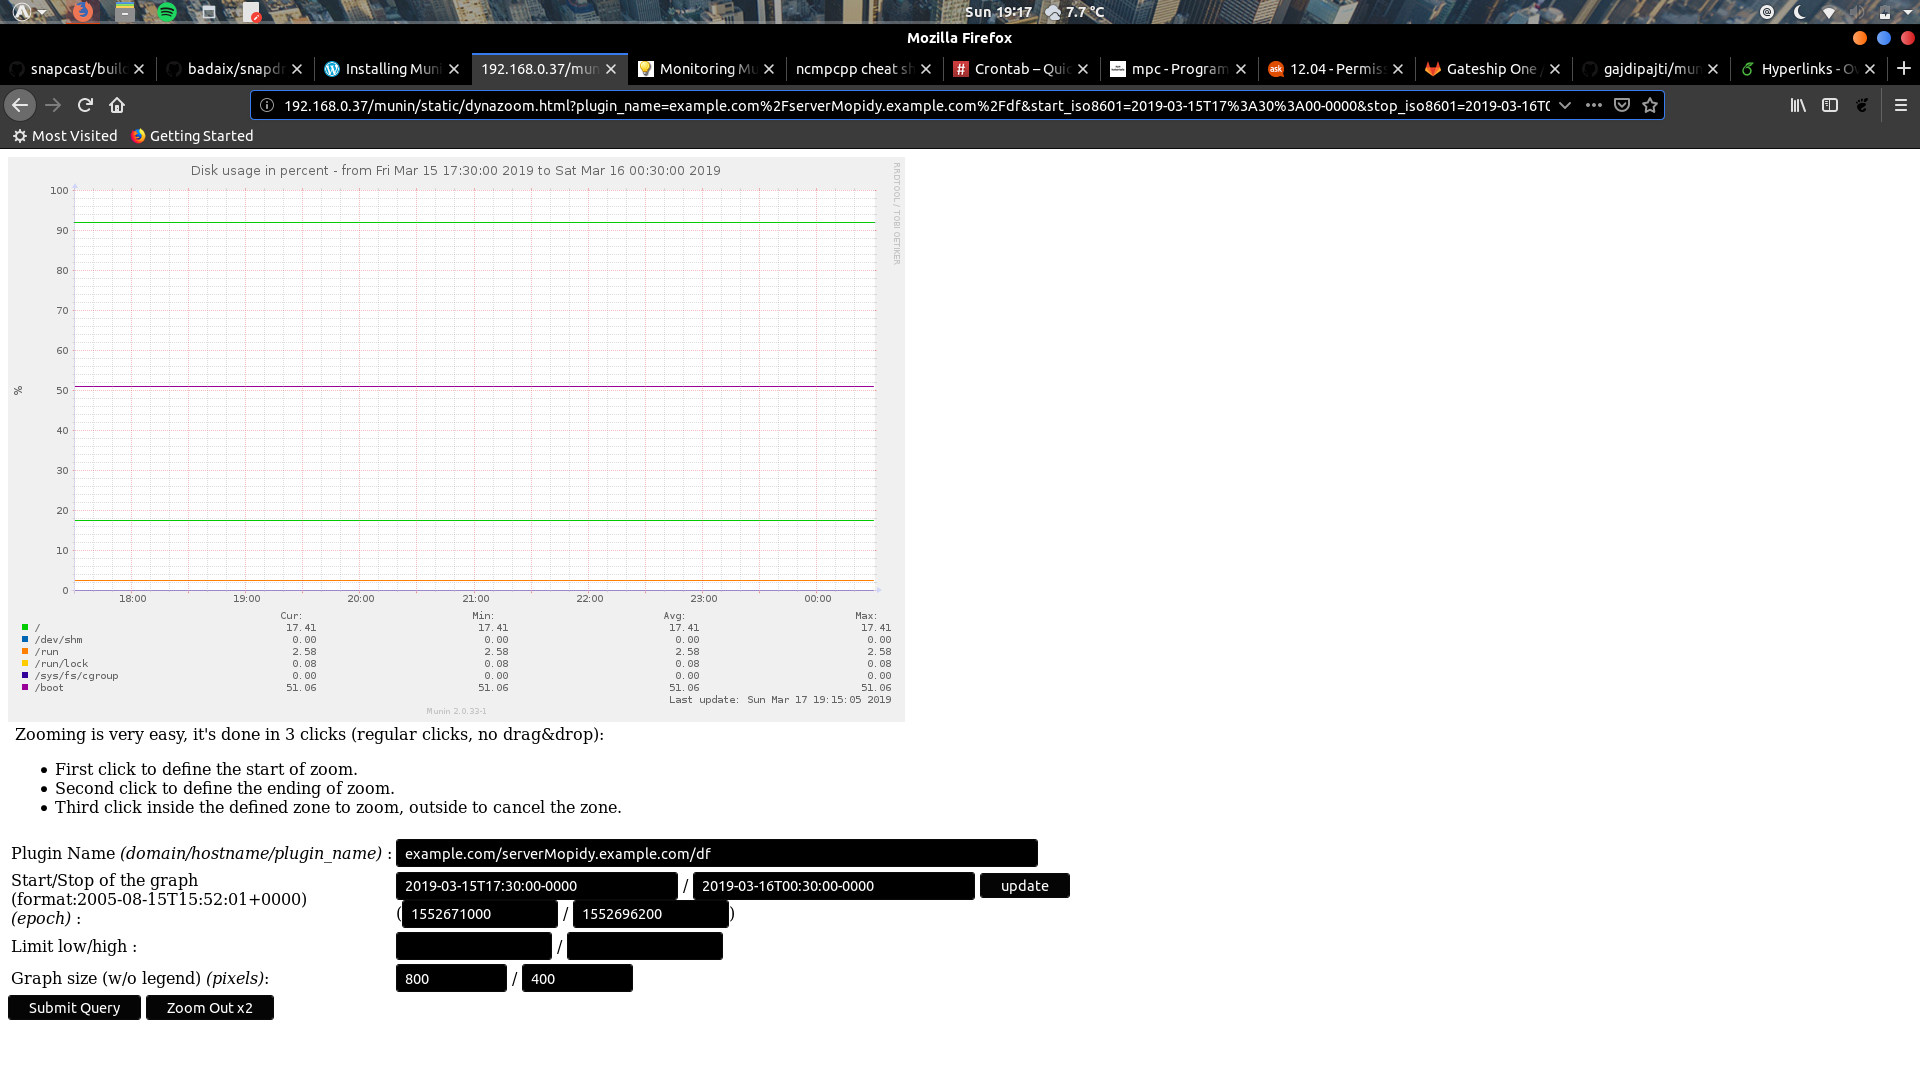 Sun 19:17 7.7 °C
Mozilla Firefox
snapcast/build
badaix/snapdr
Installing Muni
192.168.0.37/mun
Monitoring Mu
ncmpcpp cheat sh
Crontab – Quic
mpc - Program
12.04 - Permiss
Gateship One /
gajdipajti/mun
Hyperlinks - Ov
192.168.0.37/munin/static/dynazoom.html?plugin_name=example.com%2FserverMopidy.example.com%2Fdf&start_iso8601=2019-03-15T17%3A30%3A00-0000&stop_iso8601=2019-03-16T0
Most Visited Getting Started
Disk usage in percent - from Fri Mar 15 17:30:00 2019 to Sat Mar 16 00:30:00 2019
RRDTOOL / TOBI OETIKER
100
90
80
70
60
50
40
30
20
10
0
%
18:00 19:00 20:00 21:00 22:00 23:00 00:00
Cur: Min: Avg: Max:
/ 17.41 17.41 17.41 17.41
/dev/shm 0.00 0.00 0.00 0.00
/run 2.58 2.58 2.58 2.58
/run/lock 0.08 0.08 0.08 0.08
/sys/fs/cgroup 0.00 0.00 0.00 0.00
/boot 51.06 51.06 51.06 51.06
Last update: Sun Mar 17 19:15:05 2019
Munin 2.0.33-1
Zooming is very easy, it's done in 3 clicks (regular clicks, no drag&drop):
• First click to define the start of zoom.
• Second click to define the ending of zoom.
• Third click inside the defined zone to zoom, outside to cancel the zone.
Plugin Name (domain/hostname/plugin_name) : example.com/serverMopidy.example.com/df
Start/Stop of the graph
(format:2005-08-15T15:52:01+0000)
(epoch) :
2019-03-15T17:30:00-0000 / 2019-03-16T00:30:00-0000 update
(1552671000 / 1552696200)
Limit low/high : /
Graph size (w/o legend) (pixels): 800 / 400
Submit Query Zoom Out x2